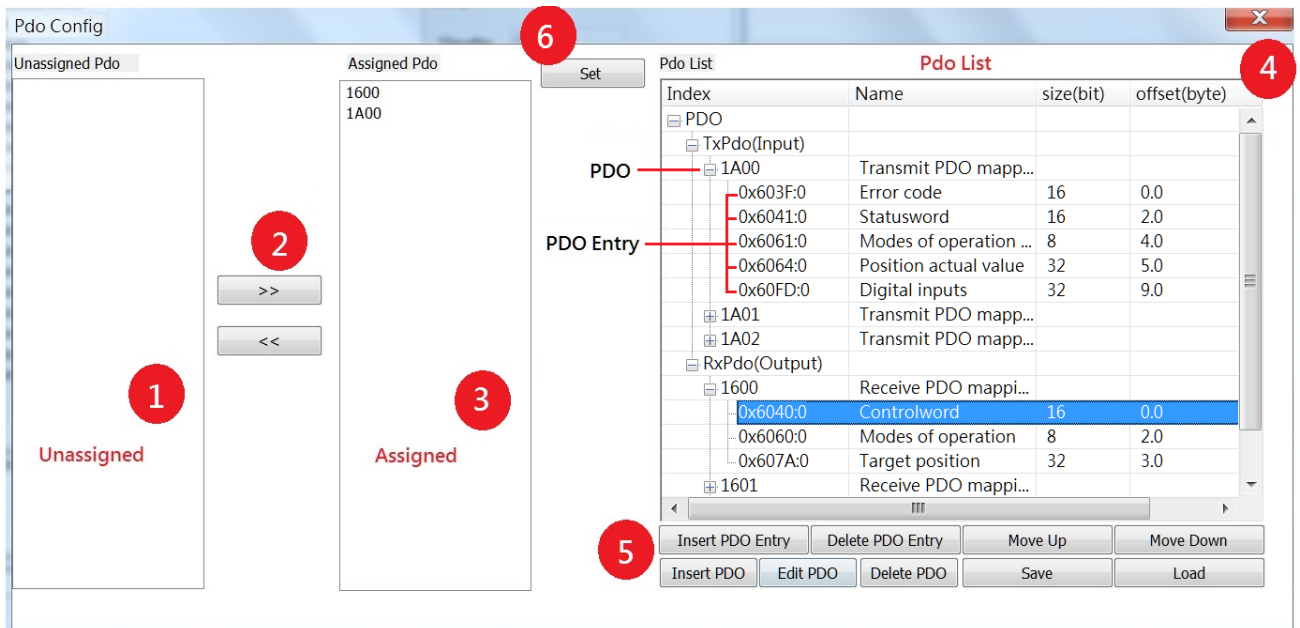 Pdo Config
X
6
Unassigned Pdo
Assigned Pdo
Set
Pdo List
Pdo List
4
1600
1A00
Index Name size(bit) offset(byte)
PDO
TxPdo(Input)
PDO
1A00 Transmit PDO mapp...
0x603F:0 Error code 16 0.0
0x6041:0 Statusword 16 2.0
PDO Entry
0x6061:0 Modes of operation ... 8 4.0
0x6064:0 Position actual value 32 5.0
0x60FD:0 Digital inputs 32 9.0
1A01 Transmit PDO mapp...
1A02 Transmit PDO mapp...
RxPdo(Output)
1600 Receive PDO mappi...
0x6040:0 Controlword 16 0.0
0x6060:0 Modes of operation 8 2.0
0x607A:0 Target position 32 3.0
1601 Receive PDO mappi...
2
>>
<<
1
Unassigned
3
Assigned
5
Insert PDO Entry Delete PDO Entry Move Up Move Down
Insert PDO Edit PDO Delete PDO Save Load